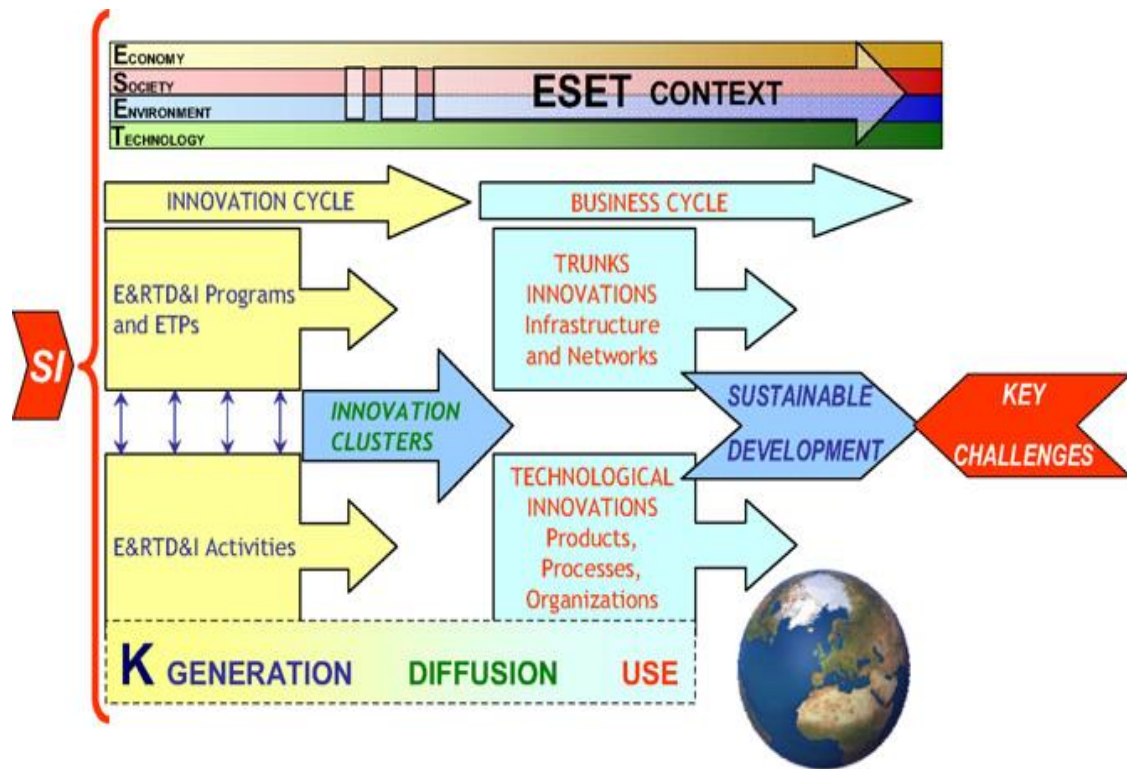 ECONOMY
SOCIETY
ENVIRONMENT
TECHNOLOGY
ESET CONTEXT
INNOVATION CYCLE
BUSINESS CYCLE
E&RTD&I Programs
and ETPs
TRUNKS
INNOVATIONS
Infrastructure
and Networks
SI
INNOVATION
CLUSTERS
SUSTAINABLE
DEVELOPMENT
KEY
CHALLENGES
E&RTD&I Activities
TECHNOLOGICAL
INNOVATIONS
Products,
Processes,
Organizations
K GENERATION DIFFUSION USE